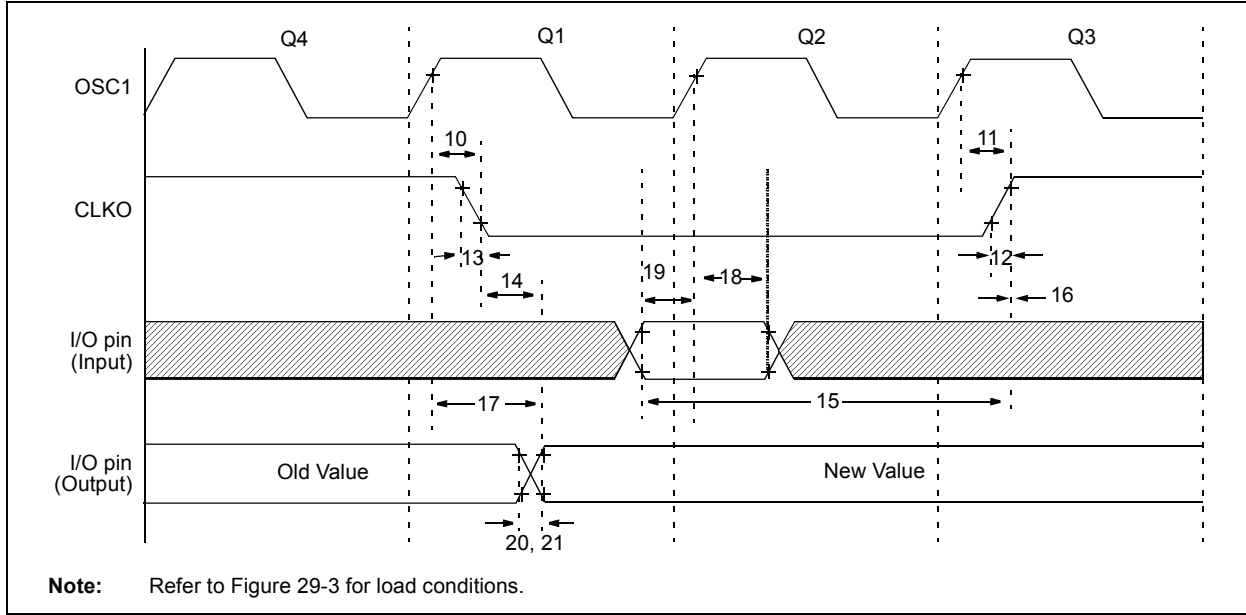 Q4 Q1 Q2 Q3
OSC1
10 11
CLKO
13 12
14 19 18 16
I/O pin
(Input)
17 15
I/O pin
(Output)
Old Value New Value
20, 21
Note: Refer to Figure 29-3 for load conditions.